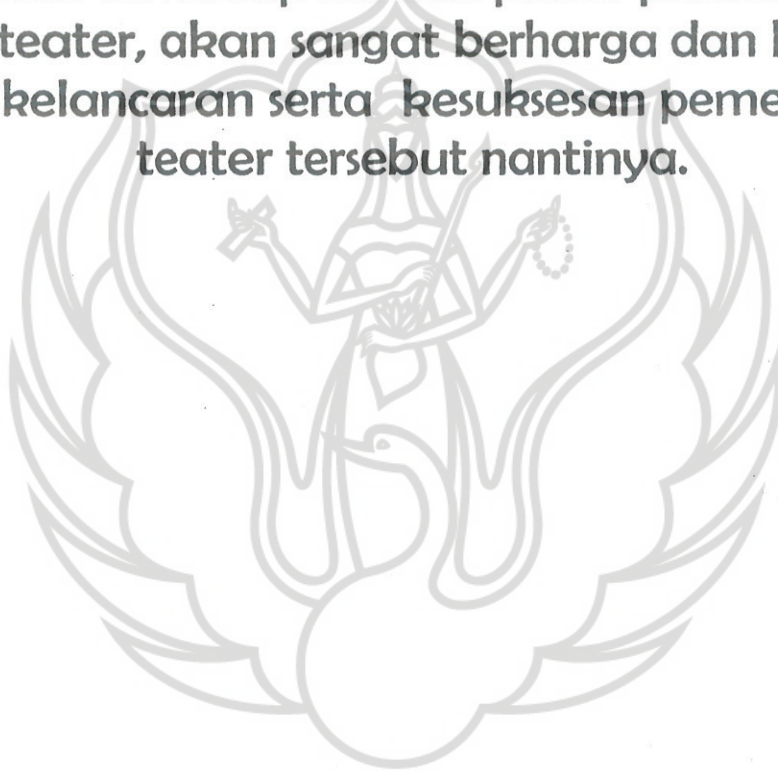 teater, akan sangat berharga dan
kelancaran serta kesuksesan peme
teater tersebut nantinya.